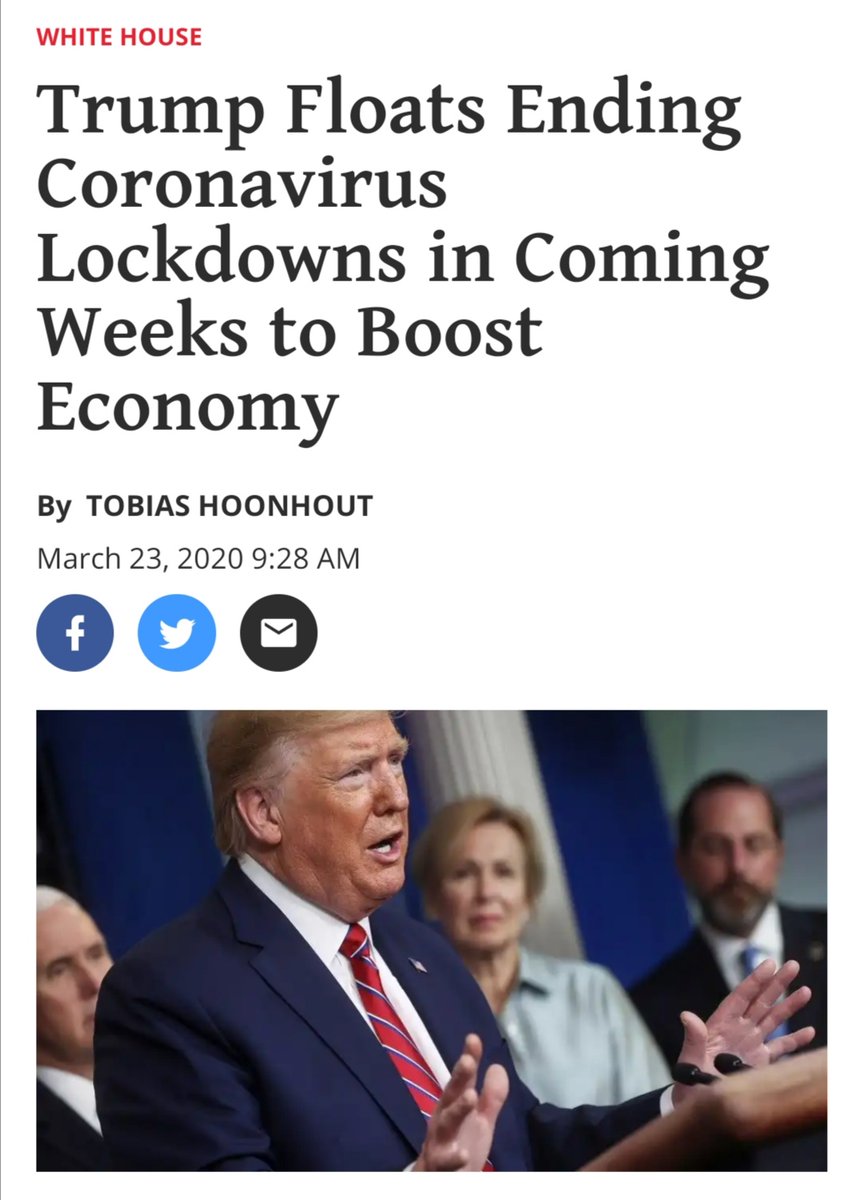 WHITE HOUSE
Trump Floats Ending
Coronavirus
Lockdowns in Coming
Weeks to Boost
Economy
By TOBIAS HOONHOUT
March 23, 2020 9:28 AM